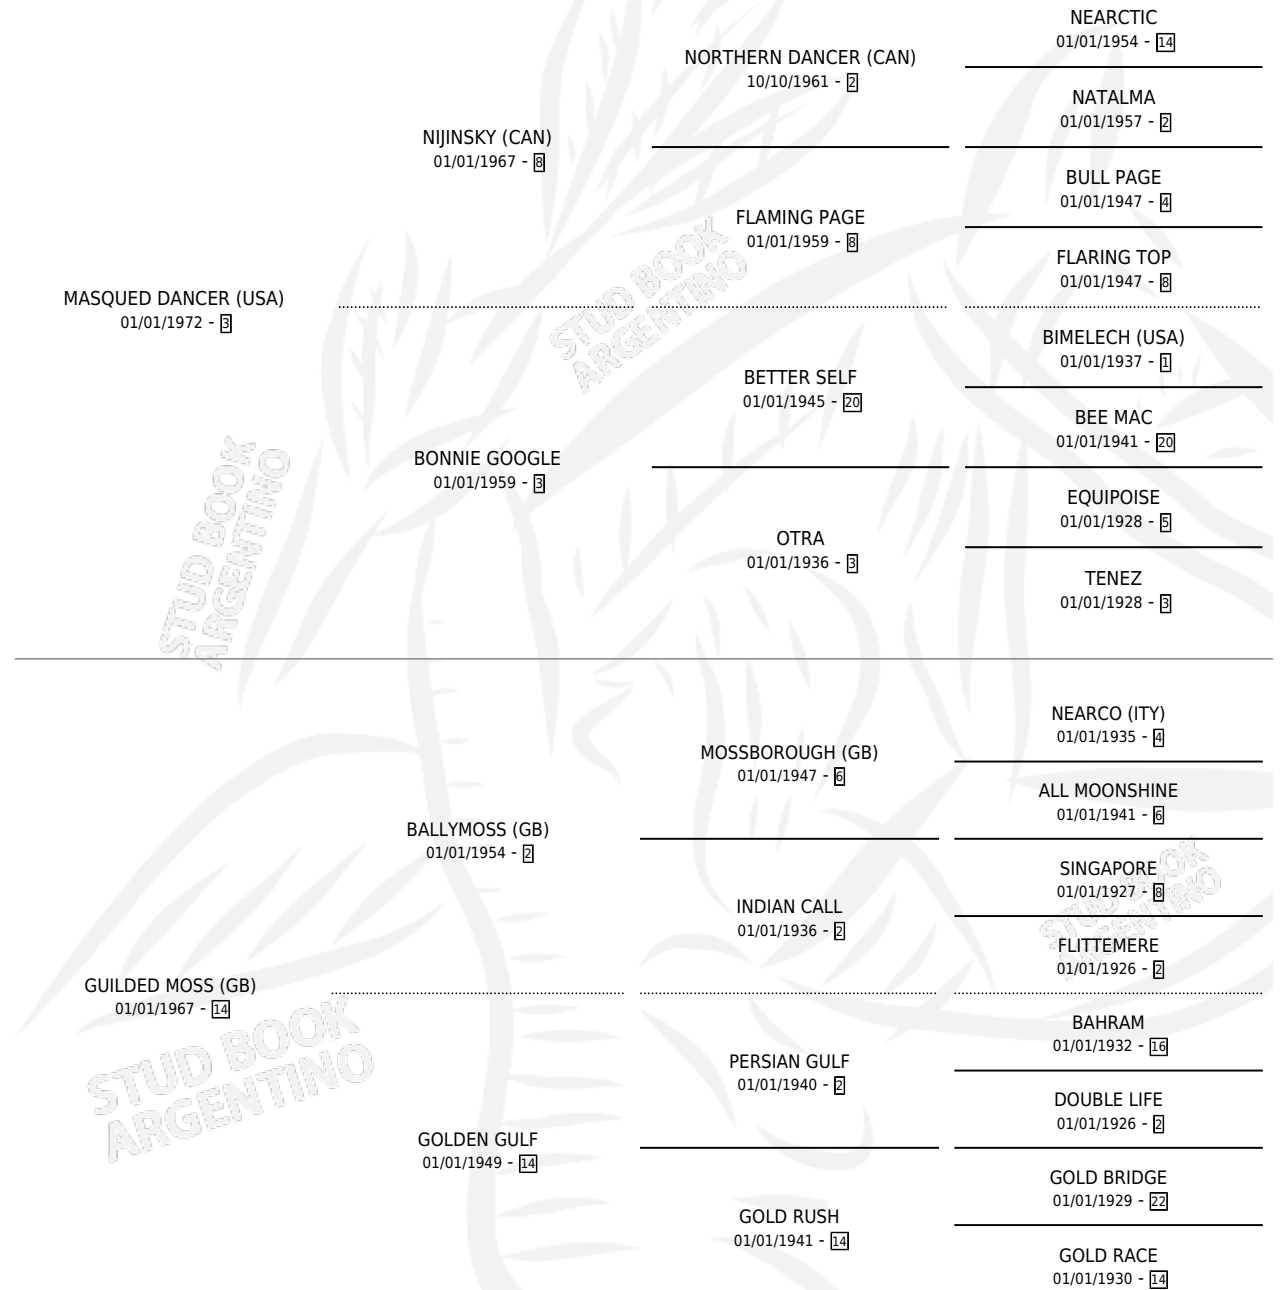 NEARCTIC
01/01/1954 - 14
NORTHERN DANCER (CAN)
10/10/1961 - 2
NATALMA
01/01/1957 - 2
NIJINSKY (CAN)
01/01/1967 - 8
BULL PAGE
01/01/1947 - 4
FLAMING PAGE
01/01/1959 - 8
FLARING TOP
01/01/1947 - 8
MASQUED DANCER (USA)
01/01/1972 - 3
BIMELECH (USA)
01/01/1937 - 1
BETTER SELF
01/01/1945 - 20
BEE MAC
01/01/1941 - 20
BONNIE GOOGLE
01/01/1959 - 3
EQUIPOISE
01/01/1928 - 5
OTRA
01/01/1936 - 3
TENEZ
01/01/1928 - 3
NEARCO (ITY)
01/01/1935 - 4
MOSSBOROUGH (GB)
01/01/1947 - 6
ALL MOONSHINE
01/01/1941 - 6
BALLYMOSS (GB)
01/01/1954 - 2
SINGAPORE
01/01/1927 - 8
INDIAN CALL
01/01/1936 - 2
FLITTEMERE
01/01/1926 - 2
GUILDED MOSS (GB)
01/01/1967 - 14
BAHRAM
01/01/1932 - 16
PERSIAN GULF
01/01/1940 - 2
DOUBLE LIFE
01/01/1926 - 2
GOLDEN GULF
01/01/1949 - 14
GOLD BRIDGE
01/01/1929 - 22
GOLD RUSH
01/01/1941 - 14
GOLD RACE
01/01/1930 - 14
STUD BOOK
ARGENTINO
STUD BOOK
ARGENTINO
STUD BOOK
ARGENTINO
STUD BOOK
ARGENTINO